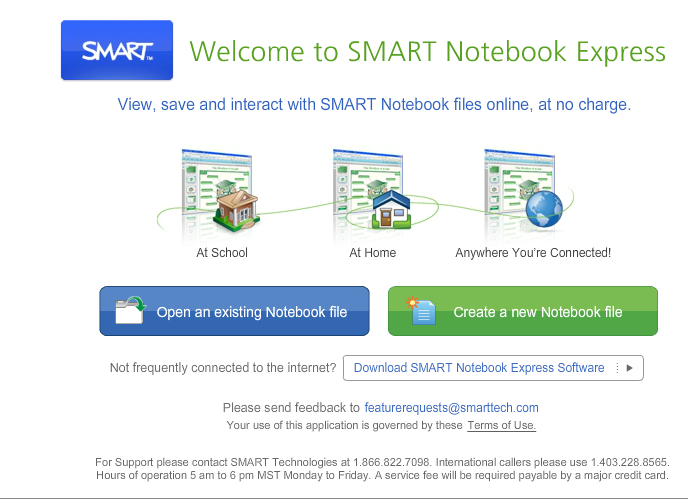 SMART™ Welcome to SMART Notebook Express
View, save and interact with SMART Notebook files online, at no charge.
At School At Home Anywhere You're Connected!
Open an existing Notebook file Create a new Notebook file
Not frequently connected to the internet? Download SMART Notebook Express Software
Please send feedback to featurerequests@smarttech.com
Your use of this application is governed by these Terms of Use.
For Support please contact SMART Technologies at 1.866.822.7098. International callers please use 1.403.228.8565.
Hours of operation 5 am to 6 pm MST Monday to Friday. A service fee will be required payable by a major credit card.